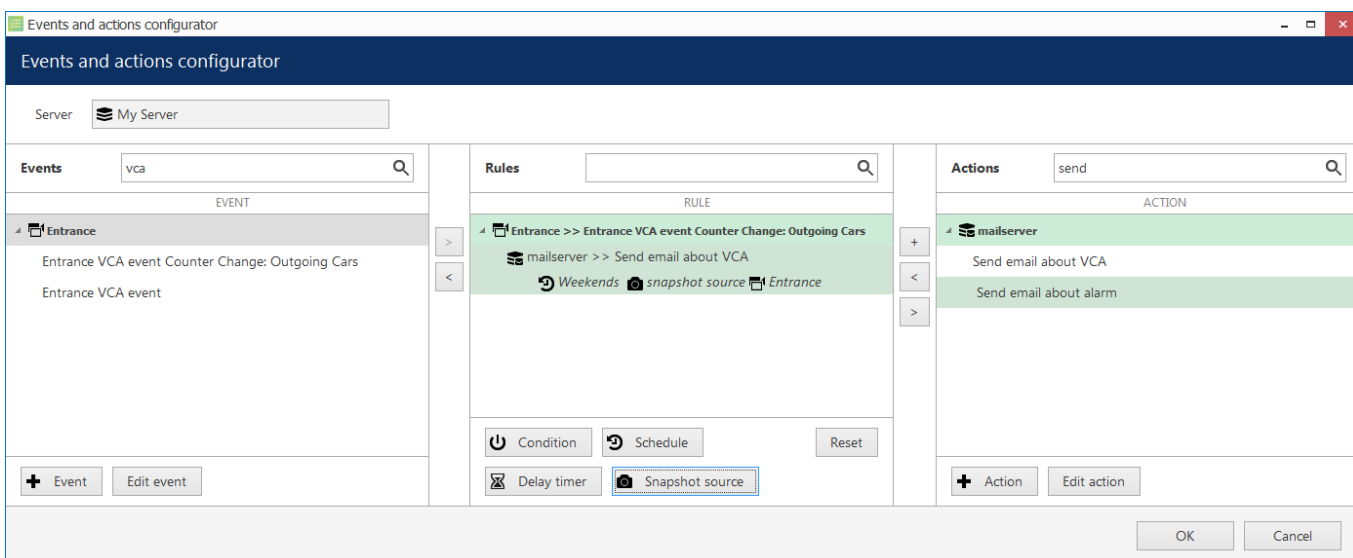 Events and actions configurator
Events and actions configurator
Server My Server
Events vca
EVENT
Entrance
Entrance VCA event Counter Change: Outgoing Cars
Entrance VCA event
+ Event Edit event
>
<
Rules
RULE
Entrance >> Entrance VCA event Counter Change: Outgoing Cars
mailserver >> Send email about VCA
Weekends snapshot source Entrance
Condition Schedule Reset
Delay timer Snapshot source
+
<
>
Actions send
ACTION
mailserver
Send email about VCA
Send email about alarm
+ Action Edit action
OK Cancel